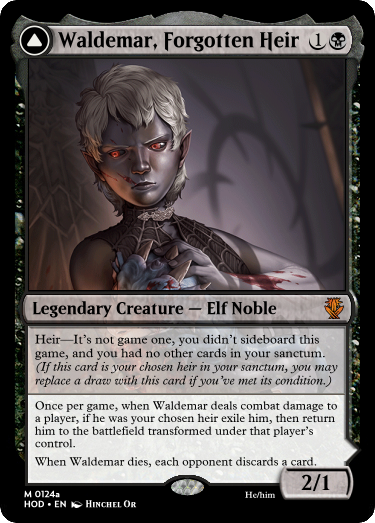 Waldemar, Forgotten Heir 1
Legendary Creature — Elf Noble
Heir—It's not game one, you didn't sideboard this
game, and you had no other cards in your sanctum.
(If this card is your chosen heir in your sanctum, you may
replace a draw with this card if you've met its condition.)
Once per game, when Waldemar deals combat damage to
a player, if he was your chosen heir exile him, then return
him to the battlefield transformed under that player's
control.
When Waldemar dies, each opponent discards a card.
2/1
M 0124a
HOD • EN Hinchel Or
He/him